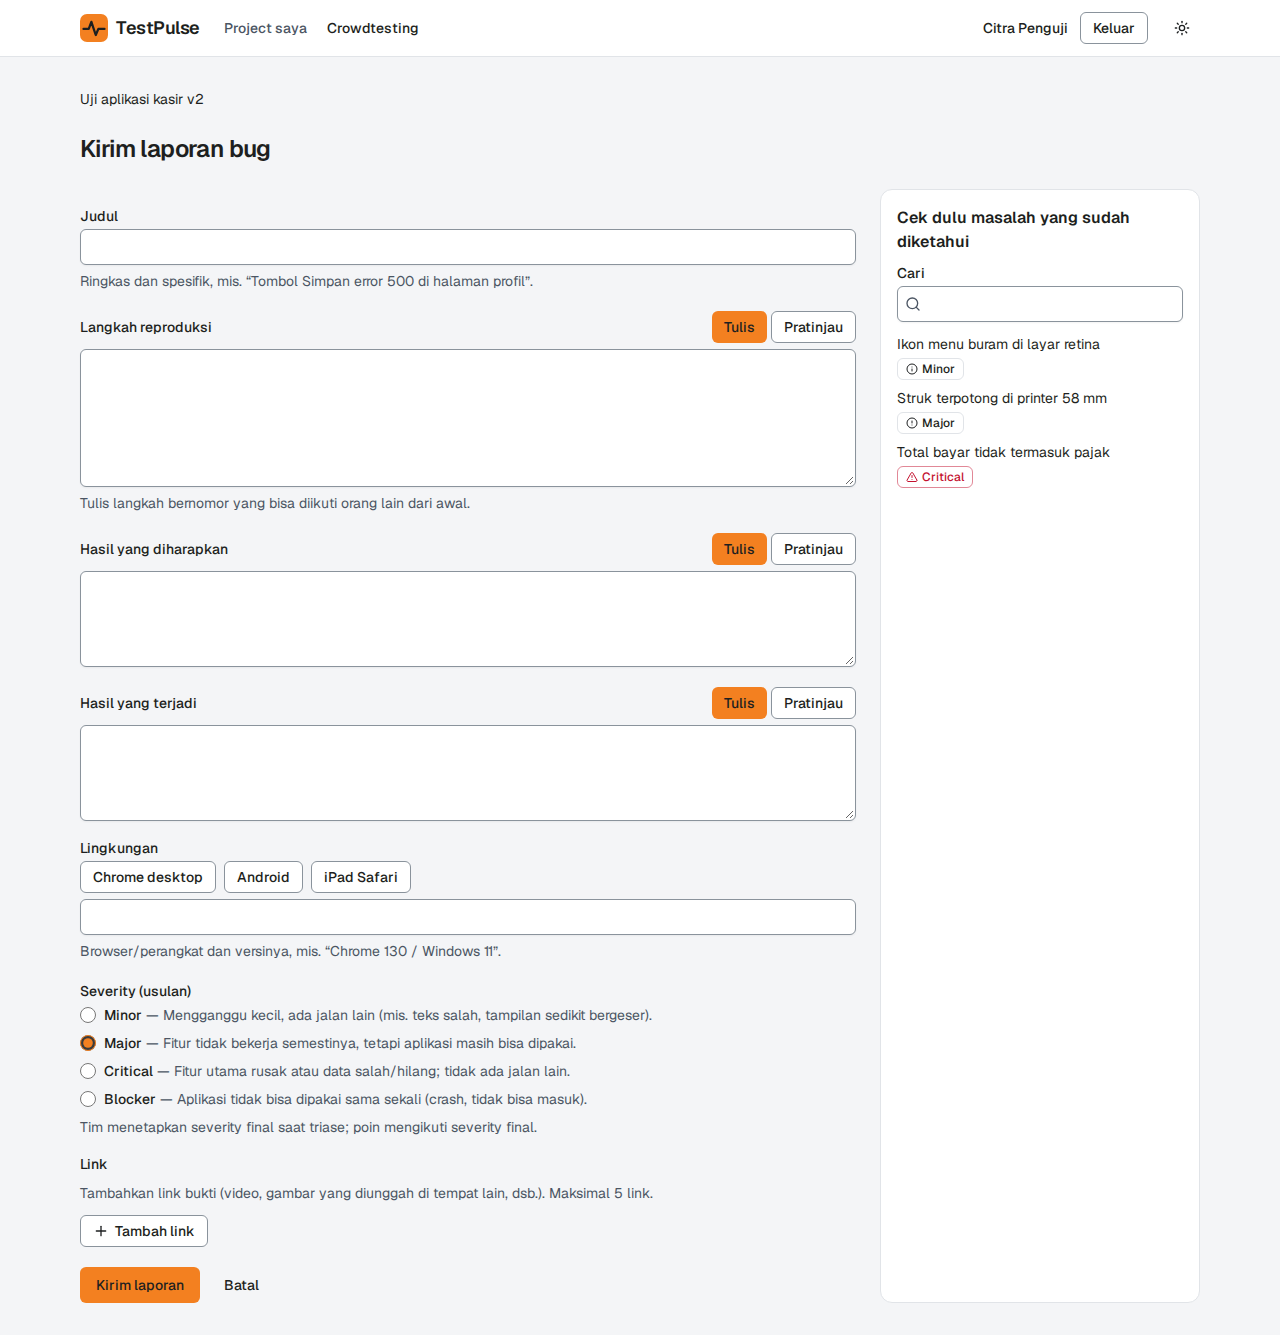 TestPulse
Project saya
Crowdtesting
Citra Penguji
Keluar
Uji aplikasi kasir v2
Kirim laporan bug
Judul
Ringkas dan spesifik, mis. “Tombol Simpan error 500 di halaman profil”.
Langkah reproduksi
Tulis
Pratinjau
Tulis langkah bernomor yang bisa diikuti orang lain dari awal.
Hasil yang diharapkan
Tulis
Pratinjau
Hasil yang terjadi
Tulis
Pratinjau
Lingkungan
Chrome desktop
Android
iPad Safari
Browser/perangkat dan versinya, mis. “Chrome 130 / Windows 11”.
Severity (usulan)
Minor — Mengganggu kecil, ada jalan lain (mis. teks salah, tampilan sedikit bergeser).
Major — Fitur tidak bekerja semestinya, tetapi aplikasi masih bisa dipakai.
Critical — Fitur utama rusak atau data salah/hilang; tidak ada jalan lain.
Blocker — Aplikasi tidak bisa dipakai sama sekali (crash, tidak bisa masuk).
Tim menetapkan severity final saat triase; poin mengikuti severity final.
Link
Tambahkan link bukti (video, gambar yang diunggah di tempat lain, dsb.). Maksimal 5 link.
Tambah link
Kirim laporan
Batal
Cek dulu masalah yang sudah
diketahui
Cari
Ikon menu buram di layar retina
Minor
Struk terpotong di printer 58 mm
Major
Total bayar tidak termasuk pajak
Critical